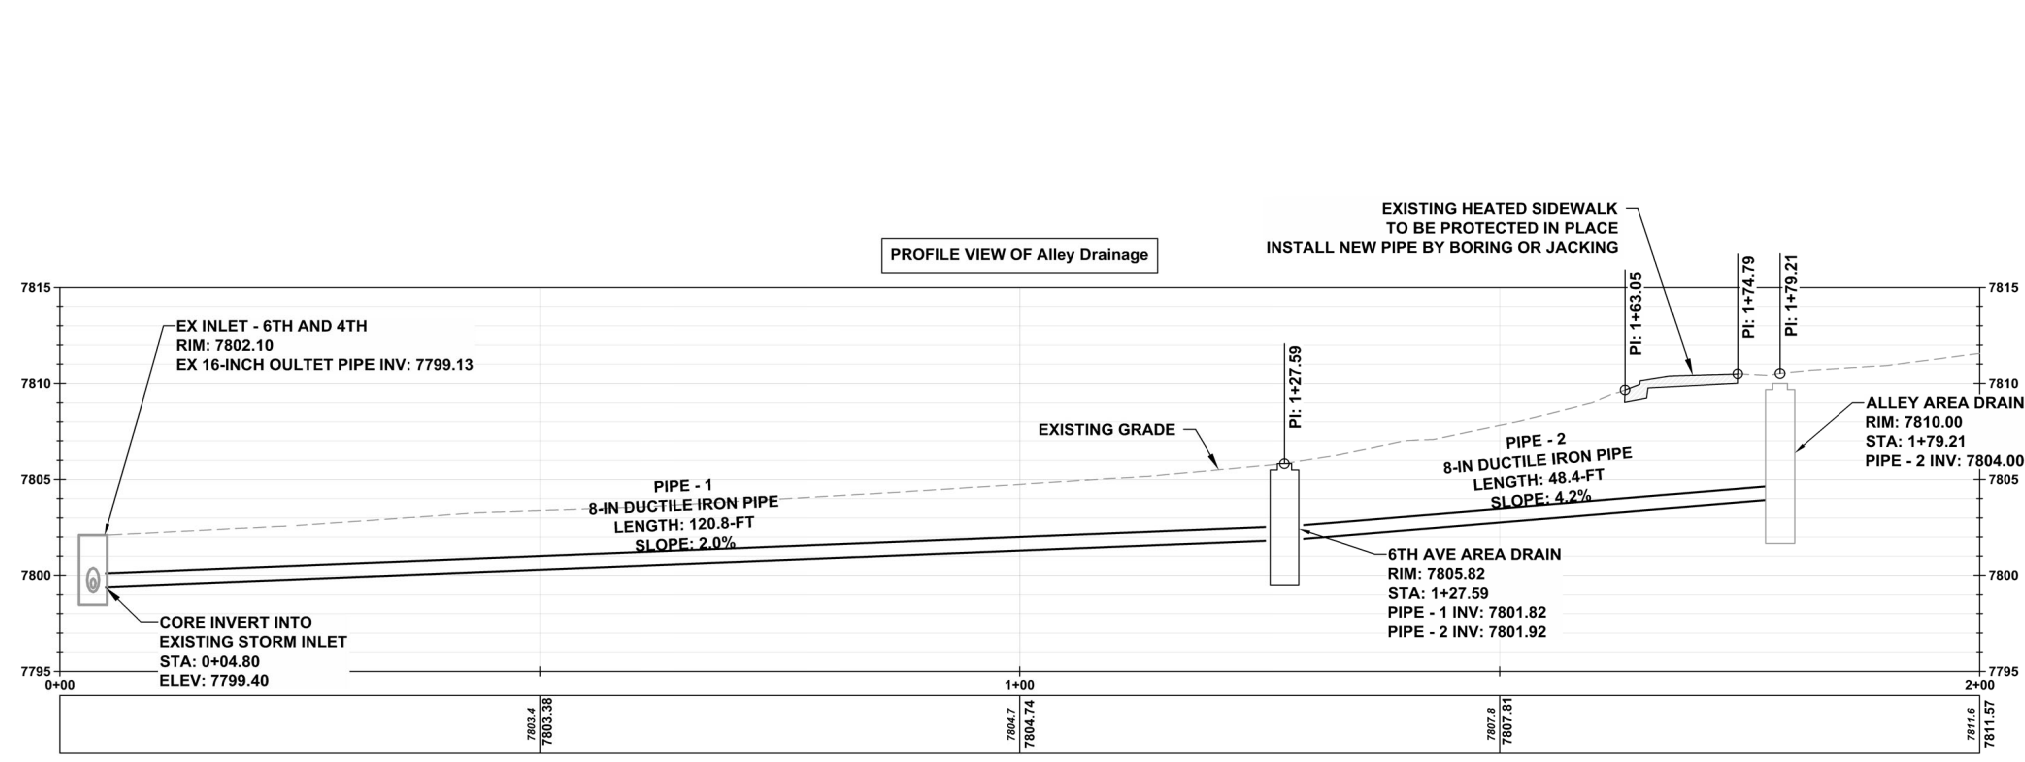 EXISTING HEATED SIDEWALK
TO BE PROTECTED IN PLACE
INSTALL NEW PIPE BY BORING OR JACKING
PROFILE VIEW OF Alley Drainage
PI: 1+63.05
PI: 1+74.79
PI: 1+79.21
PI: 1+27.59
7815
7815
EX INLET - 6TH AND 4TH
RIM: 7802.10
EX 16-INCH OULTET PIPE INV: 7799.13
7810
7810
ALLEY AREA DRAIN
RIM: 7810.00
STA: 1+79.21
PIPE - 2 INV: 7804.00
EXISTING GRADE
PIPE - 2
8-IN DUCTILE IRON PIPE
LENGTH: 48.4-FT
SLOPE: 4.2%
7805
7805
PIPE - 1
8-IN DUCTILE IRON PIPE
LENGTH: 120.8-FT
SLOPE: 2.0%
6TH AVE AREA DRAIN
RIM: 7805.82
STA: 1+27.59
PIPE - 1 INV: 7801.82
PIPE - 2 INV: 7801.92
7800
7800
CORE INVERT INTO
EXISTING STORM INLET
STA: 0+04.80
ELEV: 7799.40
7795
7795
0+00
1+00
2+00
7803.4
7803.38
7804.7
7804.74
7807.8
7807.81
7811.6
7811.57